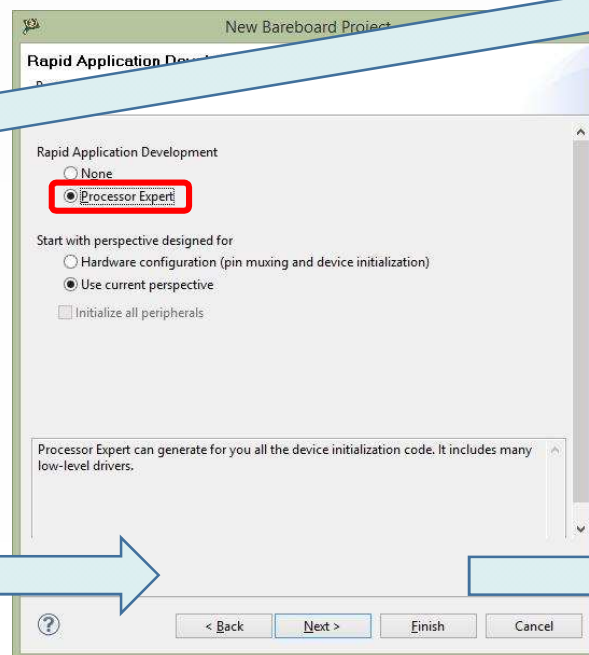 New Bareboard Project
Rapid Application
Rapid Application Development
None
Processor Expert
Start with perspective designed for
Hardware configuration (pin muxing and device initialization)
Use current perspective
Initialize all peripherals
Processor Expert can generate for you all the device initialization code. It includes many
low-level drivers.
?
< Back
Next >
Finish
Cancel